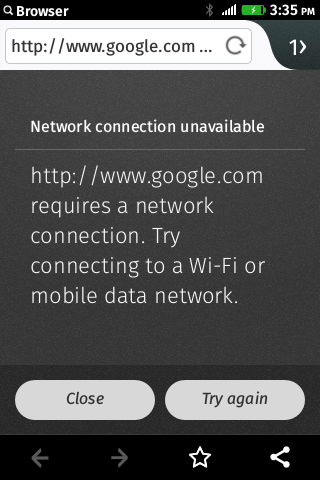 Browser 3:35 PM
http://www.google.com ... 1
Network connection unavailable
http://www.google.com
requires a network
connection. Try
connecting to a Wi-Fi or
mobile data network.
Close Try again